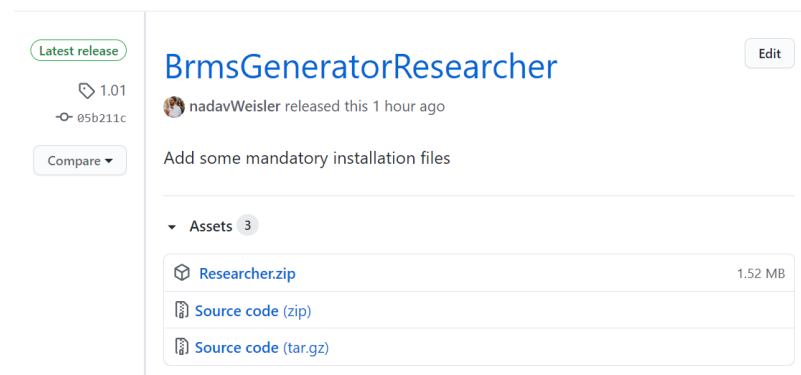 Latest release
1.01
05b211c
Compare
BrmsGeneratorResearcher
Edit
nadavWeisler released this 1 hour ago
Add some mandatory installation files
Assets 3
Researcher.zip 1.52 MB
Source code (zip)
Source code (tar.gz)